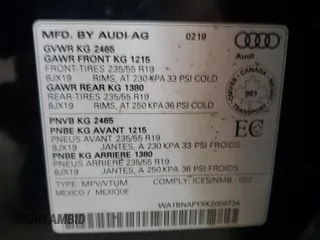 MFD. BY AUDI-AG 0219
GVWR KG 2465
GAWR FRONT KG 1215
FRONT-TIRES 235/55 R19
8JX19 RIMS, AT 230 KPA 33 PSI COLD
GAWR REAR KG 1380
REAR-TIRES 235/55 R19
8JX19 RIMS, AT 250 KPA 36 PSI COLD
Audi
CANADA
TRANSPORT
PNVB KG 2465
PNBE KG AVANT 1215
PNEUS AVANT 235/55 R19
8JX19 JANTES, A 230 KPA 33 PSI FROIDS
PNBE KG ARRIERE 1380
PNEUS ARRIERE 235/55 R19
8JX19 JANTES, A 250 KPA 36 PSI FROIDS
EC
TYPE: MPV/VTUM COMPLY: ICES/NMB-002
MEXICO / MEXIQUE